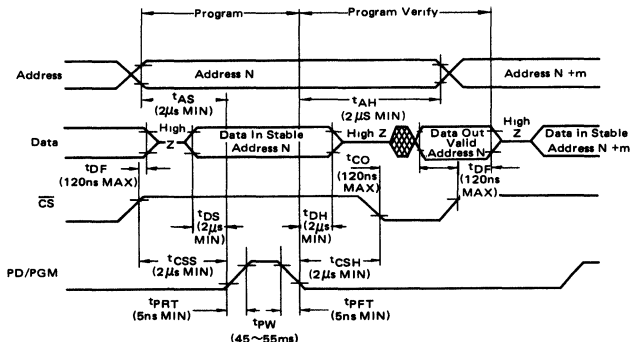 Program
Program Verify
Address
Address N
Address N +m
tAS
(2μs MIN)
tAH
(2 μS MIN)
Data
High
Z
Data In Stable
Address N
High Z
Data Out
Valid
Address N
High
Z
Data In Stable
Address N+m
tDF
(120ns MAX)
tCO
(120ns
MAX)
tDF
(120ns
MAX)
CS
tDS
(2μs
MIN)
tDH
(2μs
MIN)
tCSS
(2μs MIN)
tCSH
(2μs MIN)
PD/PGM
tPRT
(5ns MIN)
tPW
(45~55ms)
tPFT
(5ns MIN)